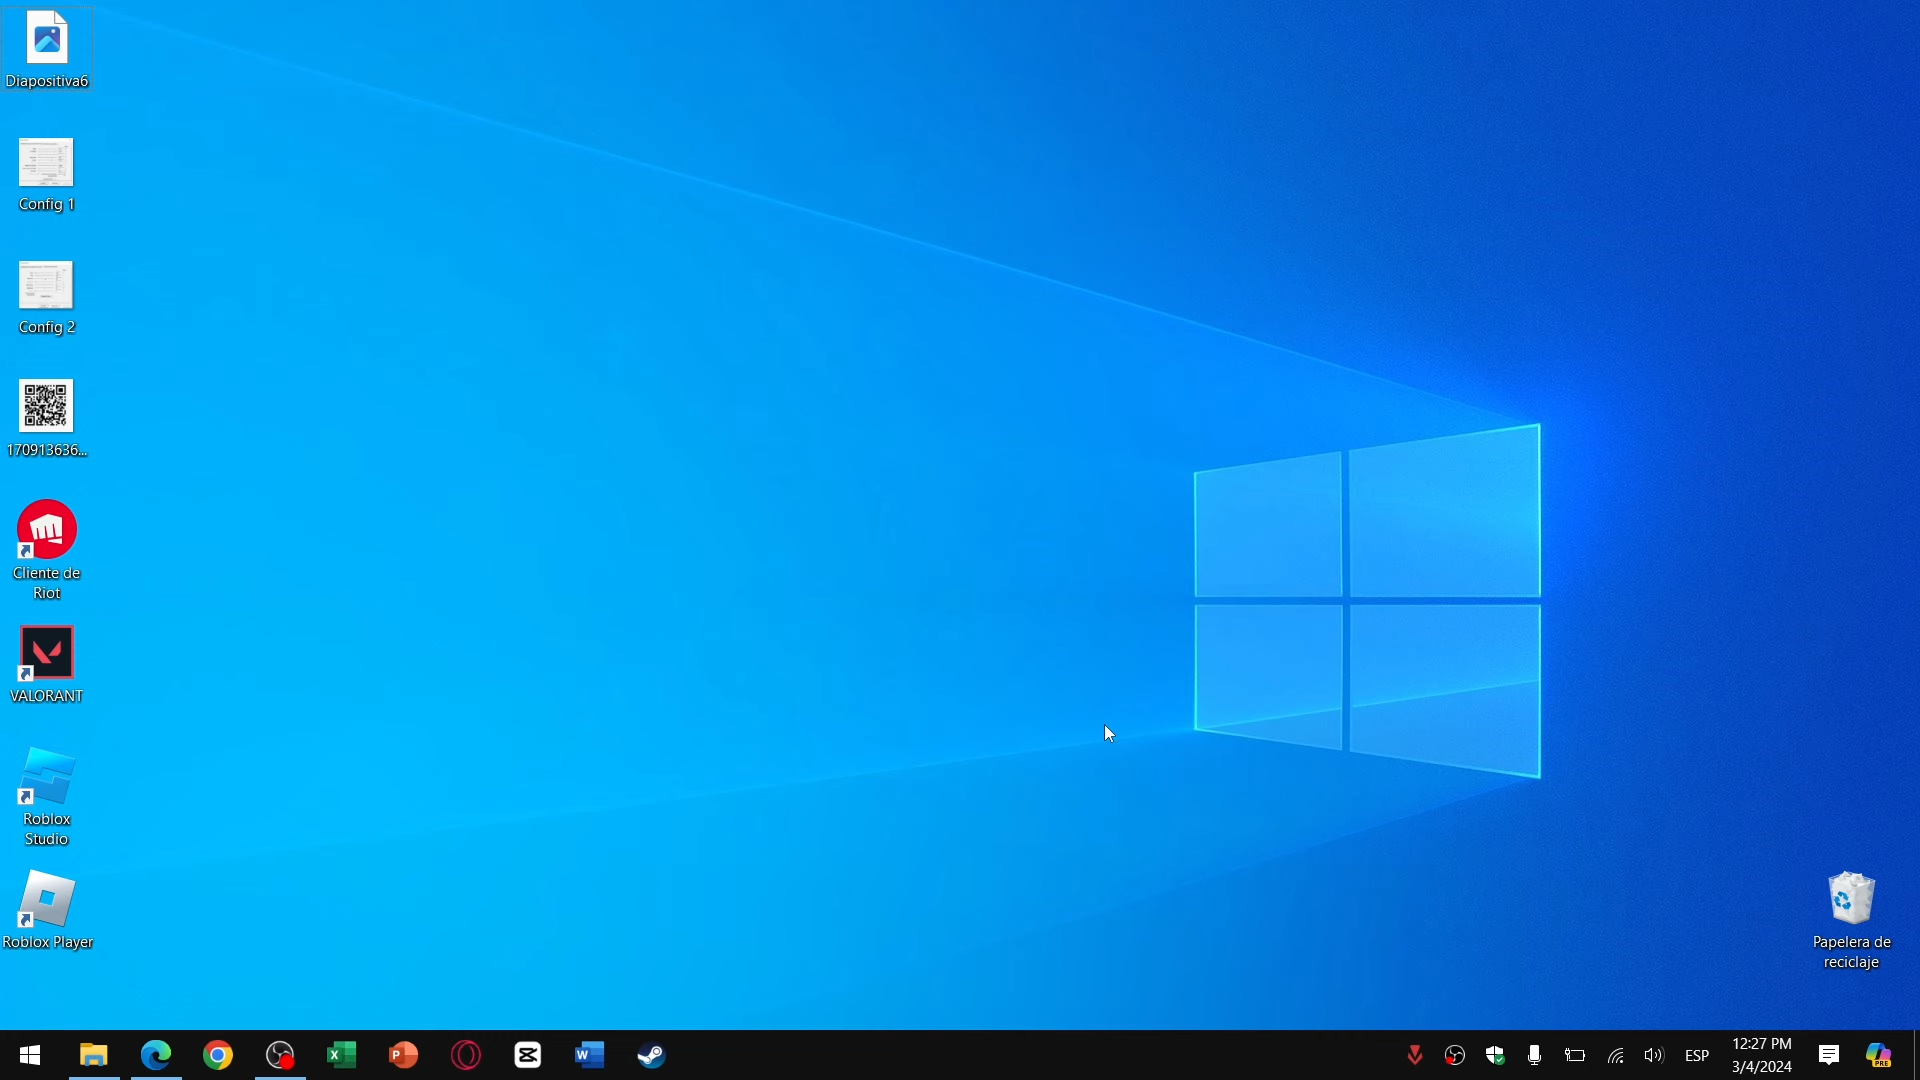 Diapositiva6
Config 1
Config 2
170913636...
Cliente de
Riot
VALORANT
Roblox
Studio
Roblox Player
Papelera de
reciclaje
ESP
12:27 PM
3/4/2024
PRE